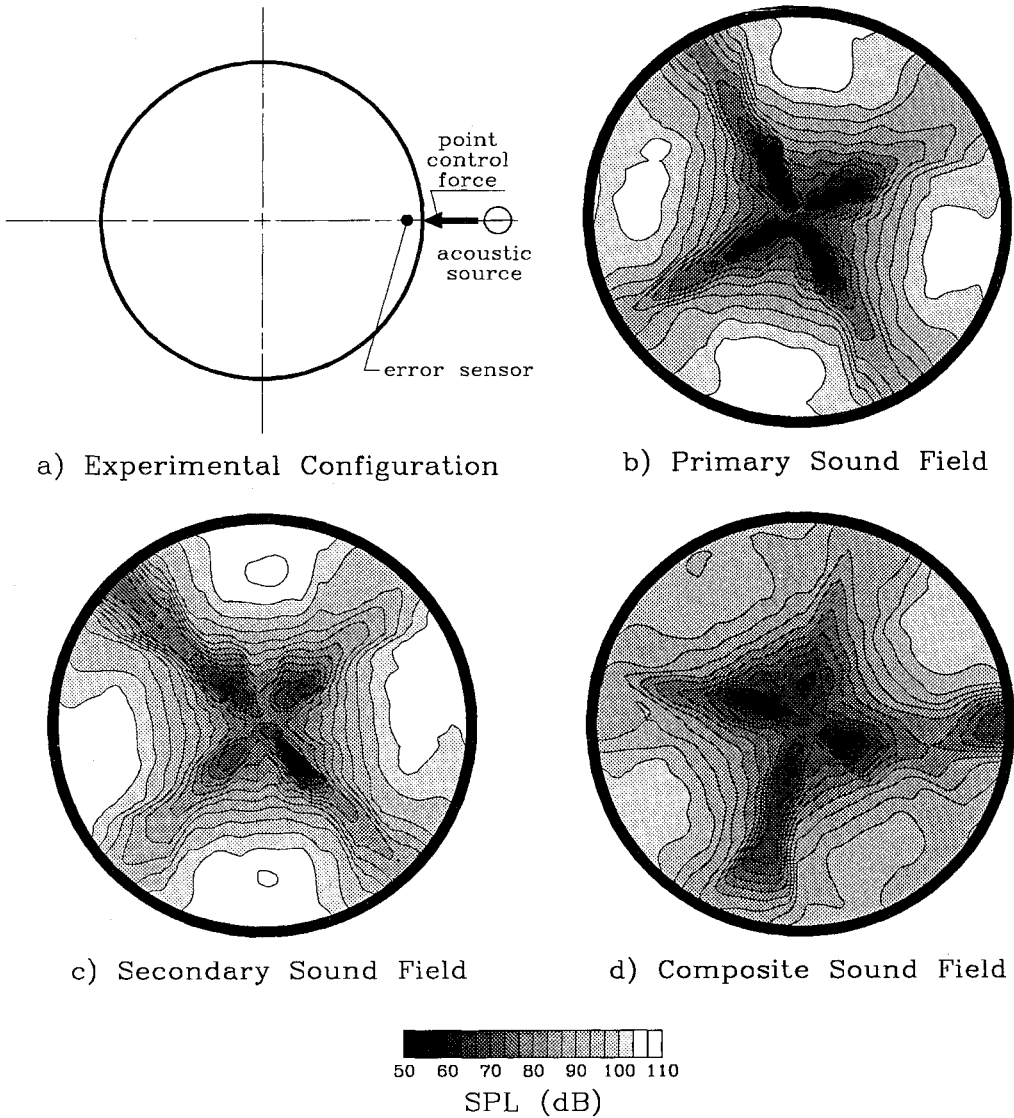 point
control
force
acoustic
source
error sensor
a) Experimental Configuration
b) Primary Sound Field
c) Secondary Sound Field
d) Composite Sound Field
50 60 70 80 90 100 110
SPL (dB)